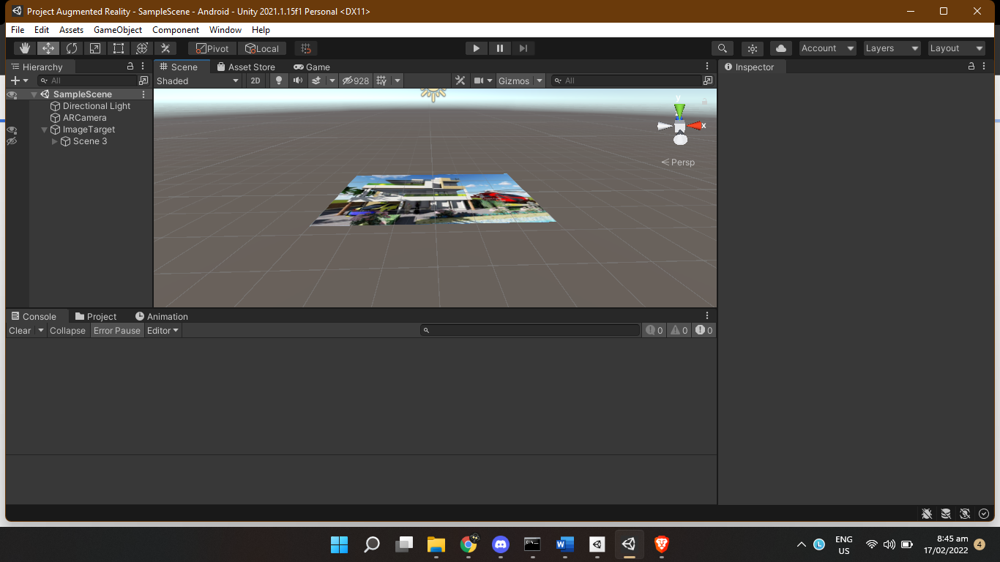 Project Augmented Reality - SampleScene - Android - Unity 2021.1.15f1 Personal <DX11>
File Edit Assets GameObject Component Window Help
Pivot Local Account Layers Layout
Hierarchy Scene Asset Store Game Inspector
All Shaded 2D 928 Gizmos All
SampleScene
Directional Light
ARCamera
ImageTarget
Scene 3
y
x
Persp
Console Project Animation
Clear Collapse Error Pause Editor 0 0 0
ENG 8:45 am
US 17/02/2022 4